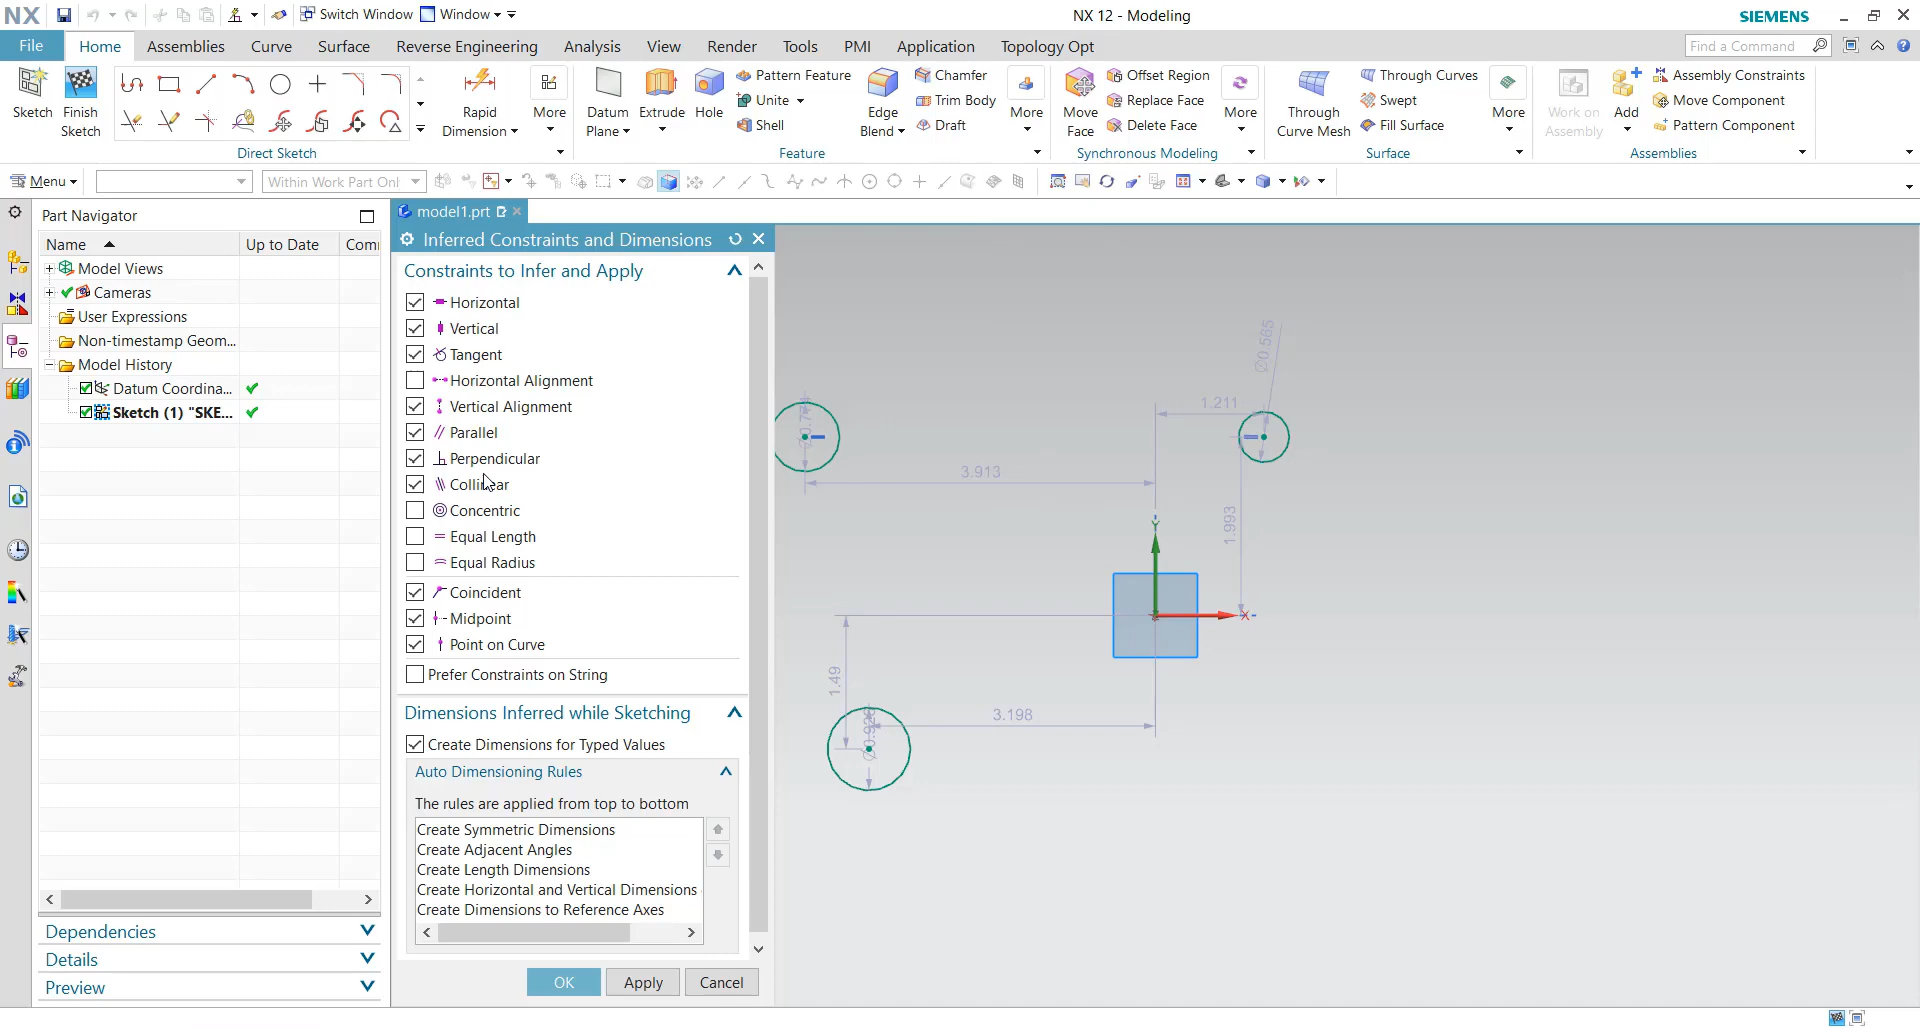 NX
Switch Window
Window
NX 12 - Modeling
SIEMENS
File
Home
Assemblies
Curve
Surface
Reverse Engineering
Analysis
View
Render
Tools
PMI
Application
Topology Opt
Find a Command
Sketch
Finish Sketch
Direct Sketch
Rapid Dimension
More
Datum Plane
Extrude
Hole
Pattern Feature
Unite
Shell
Edge Blend
Chamfer
Trim Body
Draft
More
Feature
Move Face
Offset Region
Replace Face
Delete Face
More
Synchronous Modeling
Through Curve Mesh
Through Curves
Swept
Fill Surface
More
Surface
Work on Assembly
Add
Assembly Constraints
Move Component
Pattern Component
Assemblies
Menu
Within Work Part Onl
Part Navigator
Name
Up to Date
Com
Model Views
Cameras
User Expressions
Non-timestamp Geom...
Model History
Datum Coordina...
Sketch (1) "SKE...
Dependencies
Details
Preview
model1.prt
Inferred Constraints and Dimensions
Constraints to Infer and Apply
Horizontal
Vertical
Tangent
Horizontal Alignment
Vertical Alignment
Parallel
Perpendicular
Collinear
Concentric
Equal Length
Equal Radius
Coincident
Midpoint
Point on Curve
Prefer Constraints on String
Dimensions Inferred while Sketching
Create Dimensions for Typed Values
Auto Dimensioning Rules
The rules are applied from top to bottom
Create Symmetric Dimensions
Create Adjacent Angles
Create Length Dimensions
Create Horizontal and Vertical Dimensions
Create Dimensions to Reference Axes
OK
Apply
Cancel
Ø0.565
1.211
3.913
1.993
Y
X
1.49
3.198